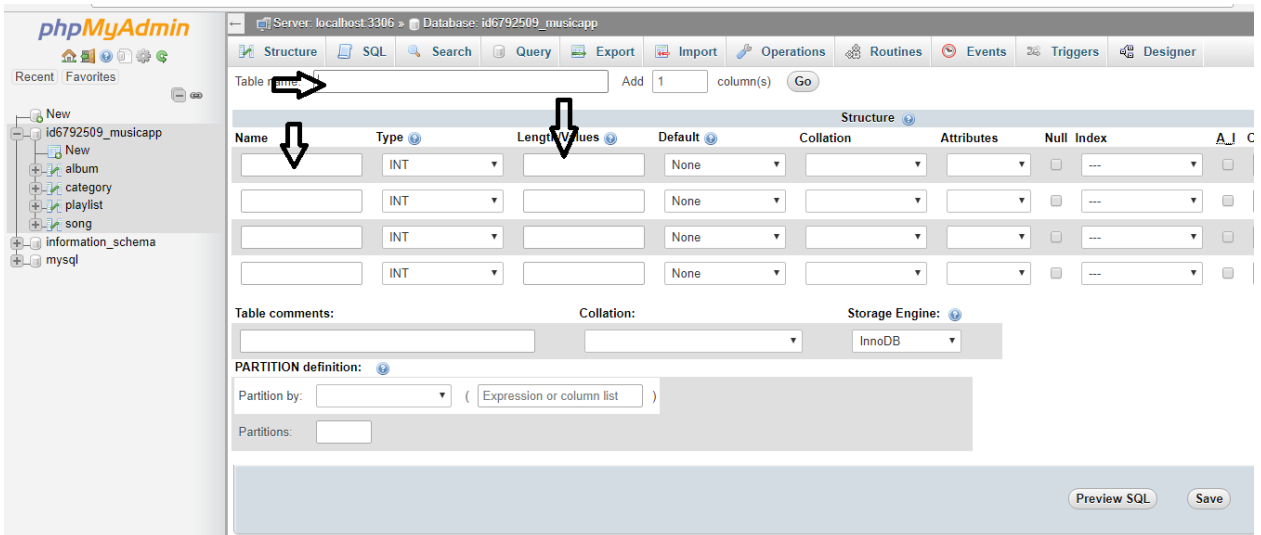 phpMyAdmin
Recent Favorites
New
id6792509_musicapp
New
album
category
playlist
song
information_schema
mysql
Server: localhost:3306 » Database: id6792509_musicapp
Structure SQL Search Query Export Import Operations Routines Events Triggers Designer
Table name: Add 1 column(s) Go
Structure
Name Type Length/Values Default Collation Attributes Null Index A_I C
INT None ---
INT None ---
INT None ---
INT None ---
Table comments: Collation: Storage Engine:
InnoDB
PARTITION definition:
Partition by: ( Expression or column list )
Partitions:
Preview SQL Save